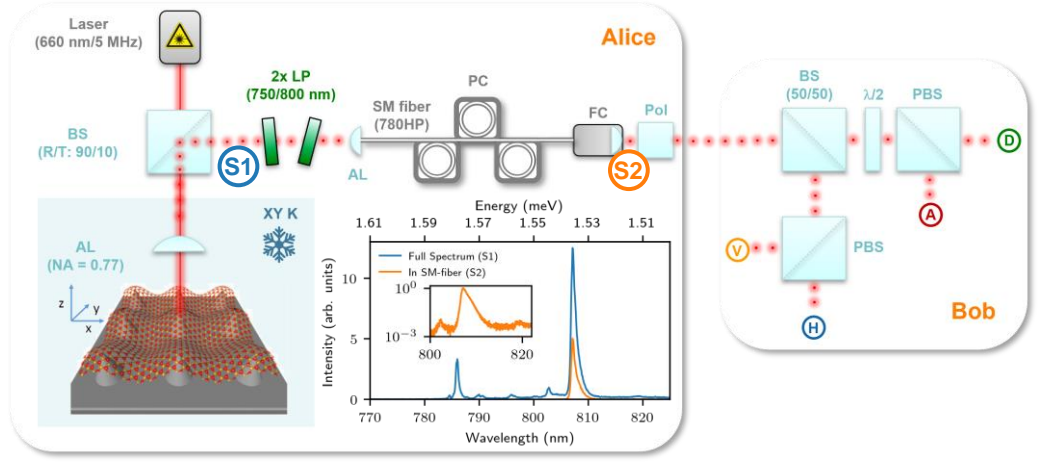 Laser
(660 nm/5 MHz)
Alice
2x LP
(750/800 nm)
PC
SM fiber
(780HP)
FC
Pol
BS
(R/T: 90/10)
S1
AL
S2
BS
(50/50)
λ/2
PBS
D
A
PBS
V
H
Bob
XY K
AL
(NA = 0.77)
z
y
x
Energy (meV)
1.61 1.59 1.57 1.55 1.53 1.51
Full Spectrum (S1)
In SM-fiber (S2)
10⁰
10⁻³
800 820
Intensity (arb. units)
10
5
0
770 780 790 800 810 820
Wavelength (nm)